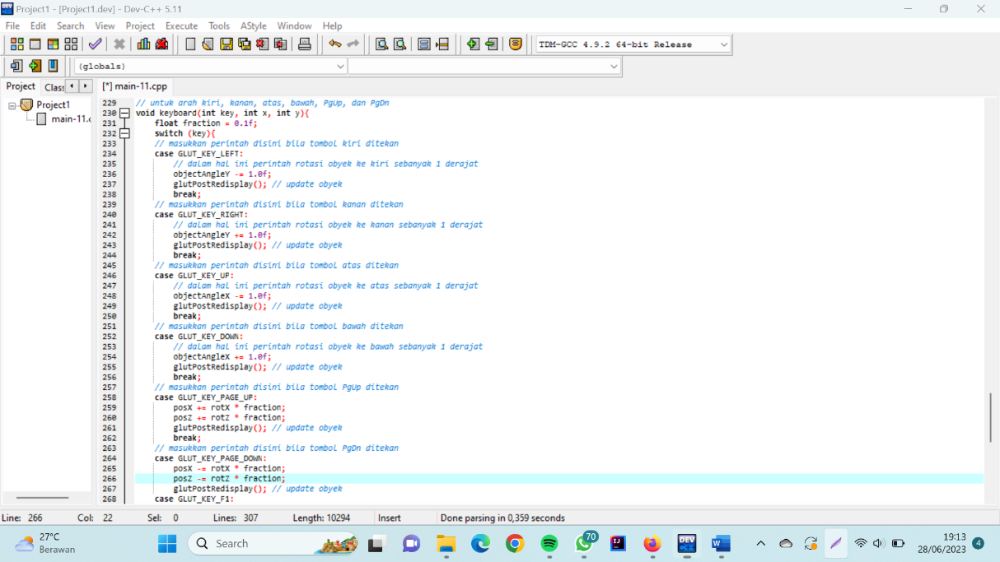 Project1 - [Project1.dev] - Dev-C++ 5.11
File Edit Search View Project Execute Tools AStyle Window Help
TDM-GCC 4.9.2 64-bit Release
(globals)
Project Class
[*] main-11.cpp
Project1
main-11.c
229 // untuk arah kiri, kanan, atas, bawah, PgUp, dan PgDn
230 void keyboard(int key, int x, int y){
231 float fraction = 0.1f;
232 switch (key){
233 // masukkan perintah disini bila tombol kiri ditekan
234 case GLUT_KEY_LEFT:
235 // dalam hal ini perintah rotasi obyek ke kiri sebanyak 1 derajat
236 objectAngleY -= 1.0f;
237 glutPostRedisplay(); // update obyek
238 break;
239 // masukkan perintah disini bila tombol kanan ditekan
240 case GLUT_KEY_RIGHT:
241 // dalam hal ini perintah rotasi obyek ke kanan sebanyak 1 derajat
242 objectAngleY += 1.0f;
243 glutPostRedisplay(); // update obyek
244 break;
245 // masukkan perintah disini bila tombol atas ditekan
246 case GLUT_KEY_UP:
247 // dalam hal ini perintah rotasi obyek ke atas sebanyak 1 derajat
248 objectAngleX -= 1.0f;
249 glutPostRedisplay(); // update obyek
250 break;
251 // masukkan perintah disini bila tombol bawah ditekan
252 case GLUT_KEY_DOWN:
253 // dalam hal ini perintah rotasi obyek ke bawah sebanyak 1 derajat
254 objectAngleX += 1.0f;
255 glutPostRedisplay(); // update obyek
256 break;
257 // masukkan perintah disini bila tombol PgUp ditekan
258 case GLUT_KEY_PAGE_UP:
259 posX += rotX * fraction;
260 posZ += rotZ * fraction;
261 glutPostRedisplay(); // update obyek
262 break;
263 // masukkan perintah disini bila tombol PgDn ditekan
264 case GLUT_KEY_PAGE_DOWN:
265 posX -= rotX * fraction;
266 posZ -= rotZ * fraction;
267 glutPostRedisplay(); // update obyek
268 case GLUT_KEY_F1:
Line: 266 Col: 22 Sel: 0 Lines: 307 Length: 10294 Insert Done parsing in 0,359 seconds
27°C
Berawan
Search
70
DEV
19:13
28/06/2023
4